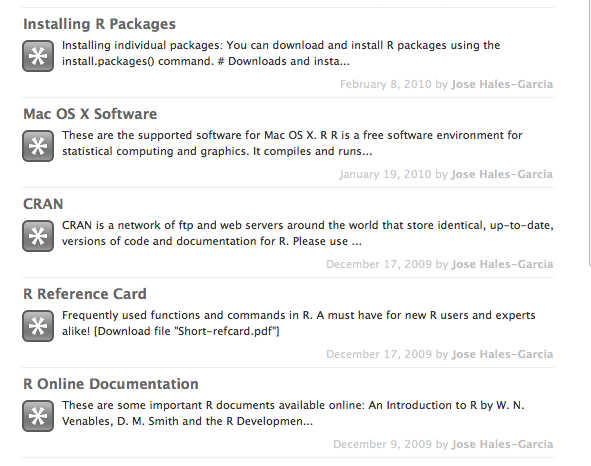 Installing R Packages
Installing individual packages: You can download and install R packages using the
install.packages() command. # Downloads and insta...
February 8, 2010 by Jose Hales-Garcia
Mac OS X Software
These are the supported software for Mac OS X. R R is a free software environment for
statistical computing and graphics. It compiles and runs...
January 19, 2010 by Jose Hales-Garcia
CRAN
CRAN is a network of ftp and web servers around the world that store identical, up-to-date,
versions of code and documentation for R. Please use ...
December 17, 2009 by Jose Hales-Garcia
R Reference Card
Frequently used functions and commands in R. A must have for new R users and experts
alike! [Download file "Short-refcard.pdf"]
December 17, 2009 by Jose Hales-Garcia
R Online Documentation
These are some important R documents available online: An Introduction to R by W. N.
Venables, D. M. Smith and the R Developmen...
December 9, 2009 by Jose Hales-Garcia